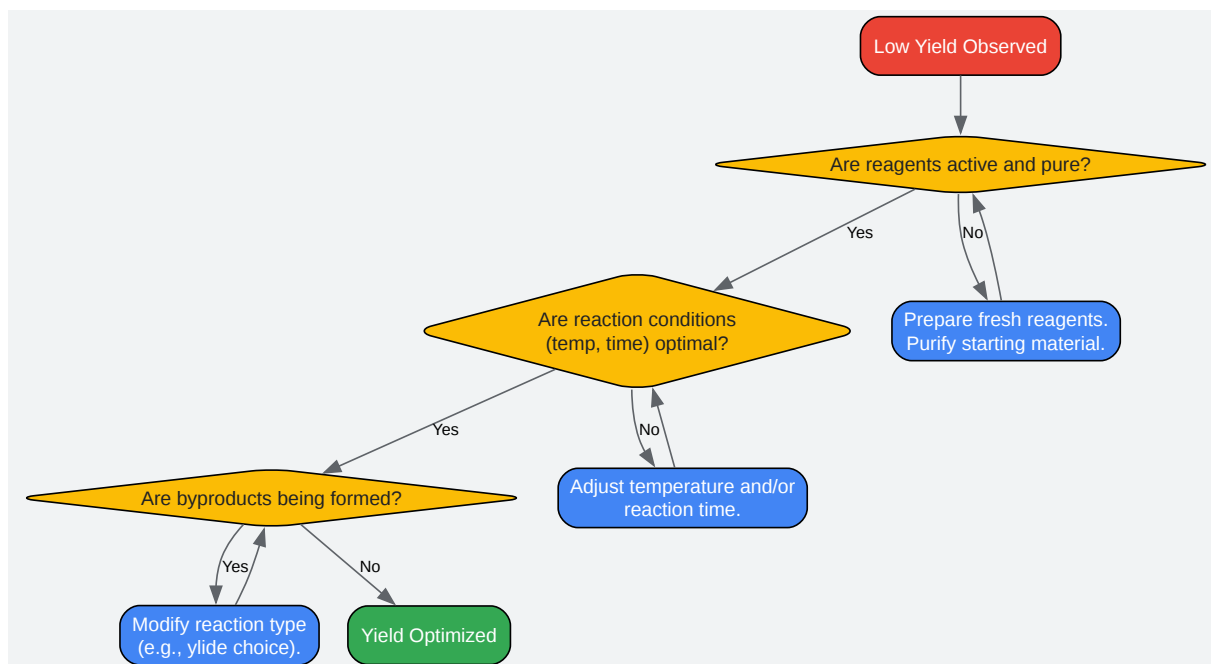 Low Yield Observed
Are reagents active and pure?
Yes
No
Prepare fresh reagents.
Purify starting material.
Are reaction conditions
(temp, time) optimal?
Yes
No
Adjust temperature and/or
reaction time.
Are byproducts being formed?
Yes
No
Modify reaction type
(e.g., ylide choice).
Yield Optimized